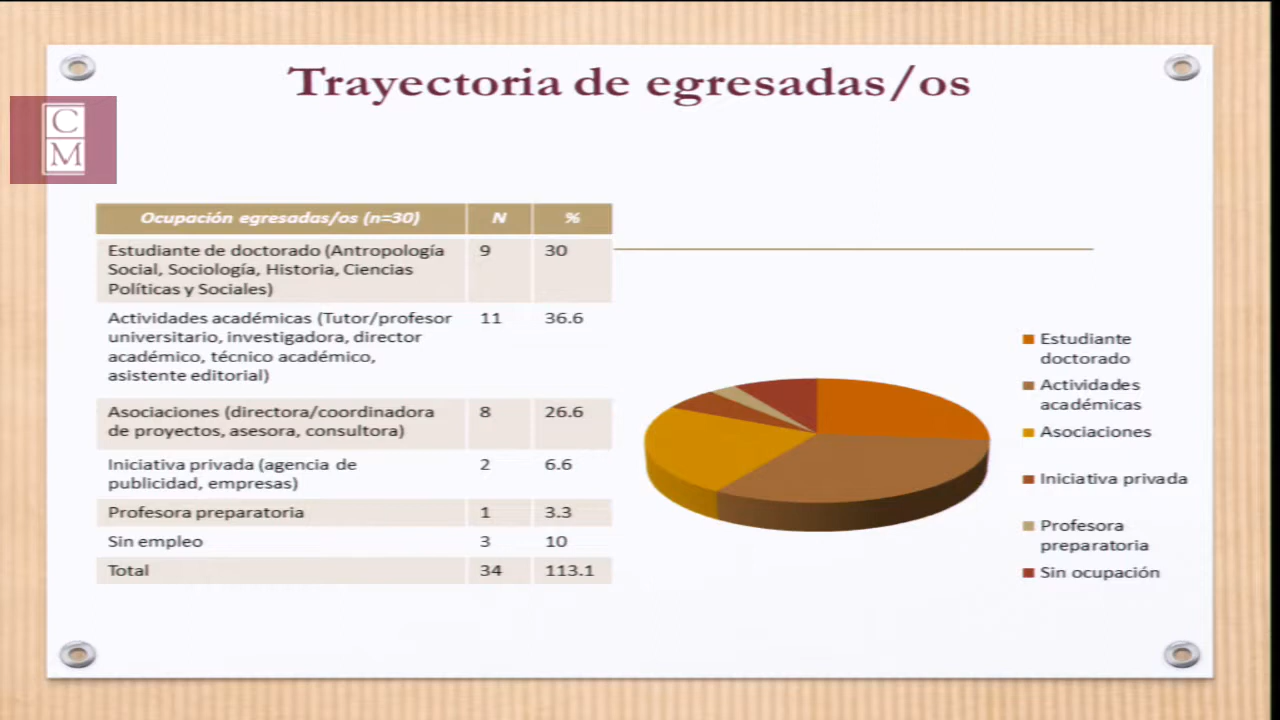 Trayectoria de egresadas/os
C
M
Ocupación egresadas/os (n=30) N %
Estudiante de doctorado (Antropología 9 30
Social, Sociología, Historia, Ciencias
Políticas y Sociales)
Actividades académicas (Tutor/profesor 11 36.6
universitario, investigadora, director
académico, técnico académico,
asistente editorial)
Asociaciones (directora/coordinadora 8 26.6
de proyectos, asesora, consultora)
Iniciativa privada (agencia de 2 6.6
publicidad, empresas)
Profesora preparatoria 1 3.3
Sin empleo 3 10
Total 34 113.1
Estudiante
doctorado
Actividades
académicas
Asociaciones
Iniciativa privada
Profesora
preparatoria
Sin ocupación